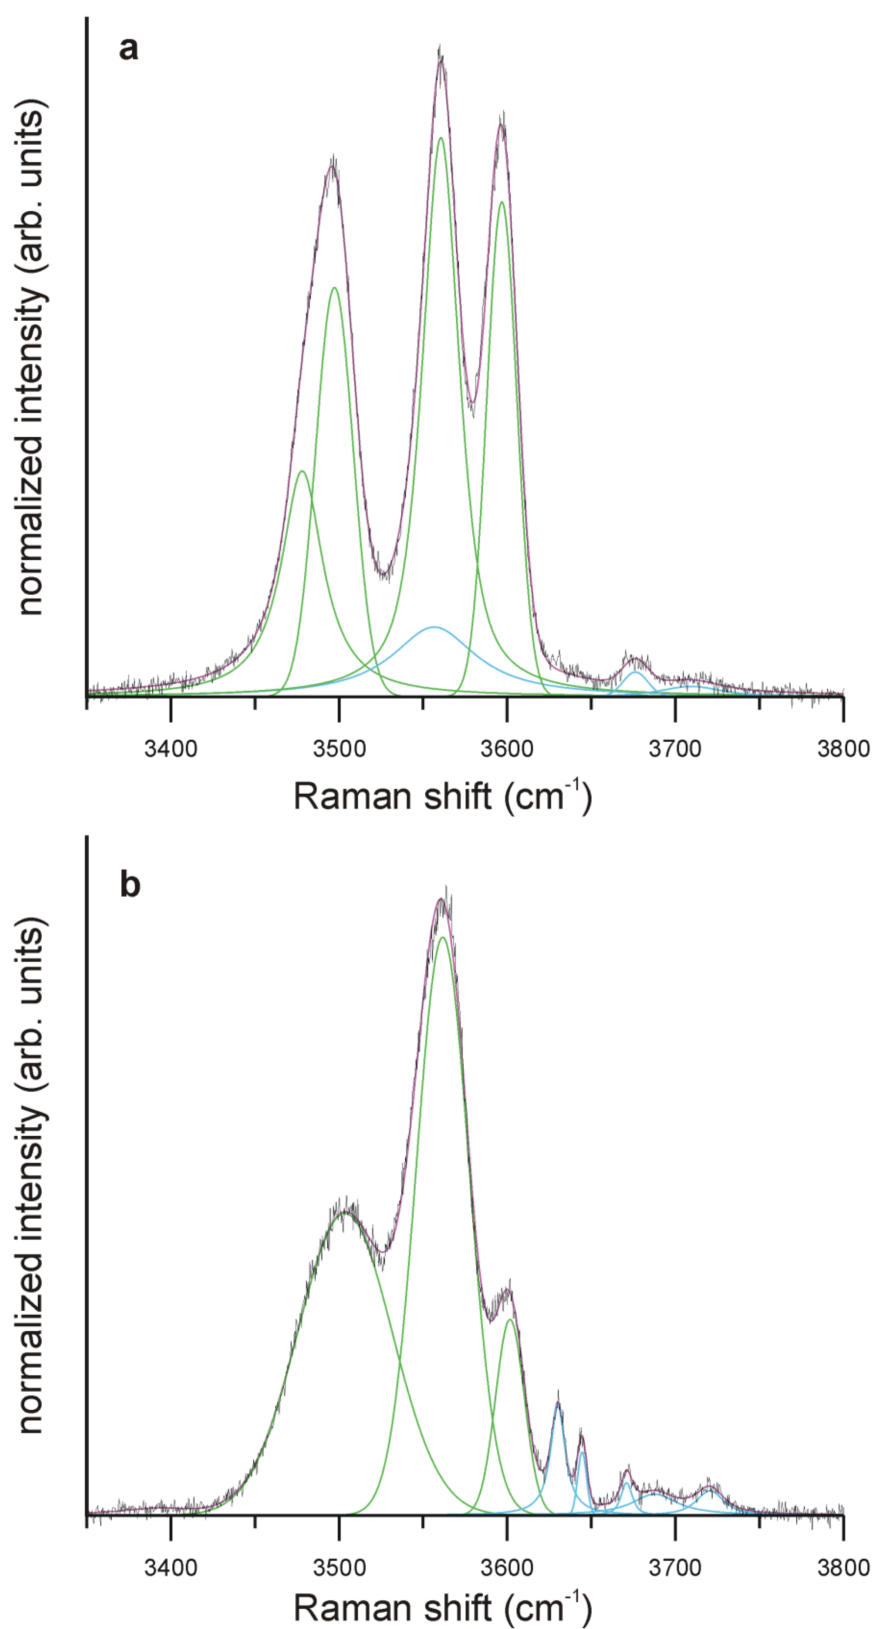 a
normalized intensity (arb. units)
3400 3500 3600 3700 3800
Raman shift (cm-1)
b
normalized intensity (arb. units)
3400 3500 3600 3700 3800
Raman shift (cm-1)